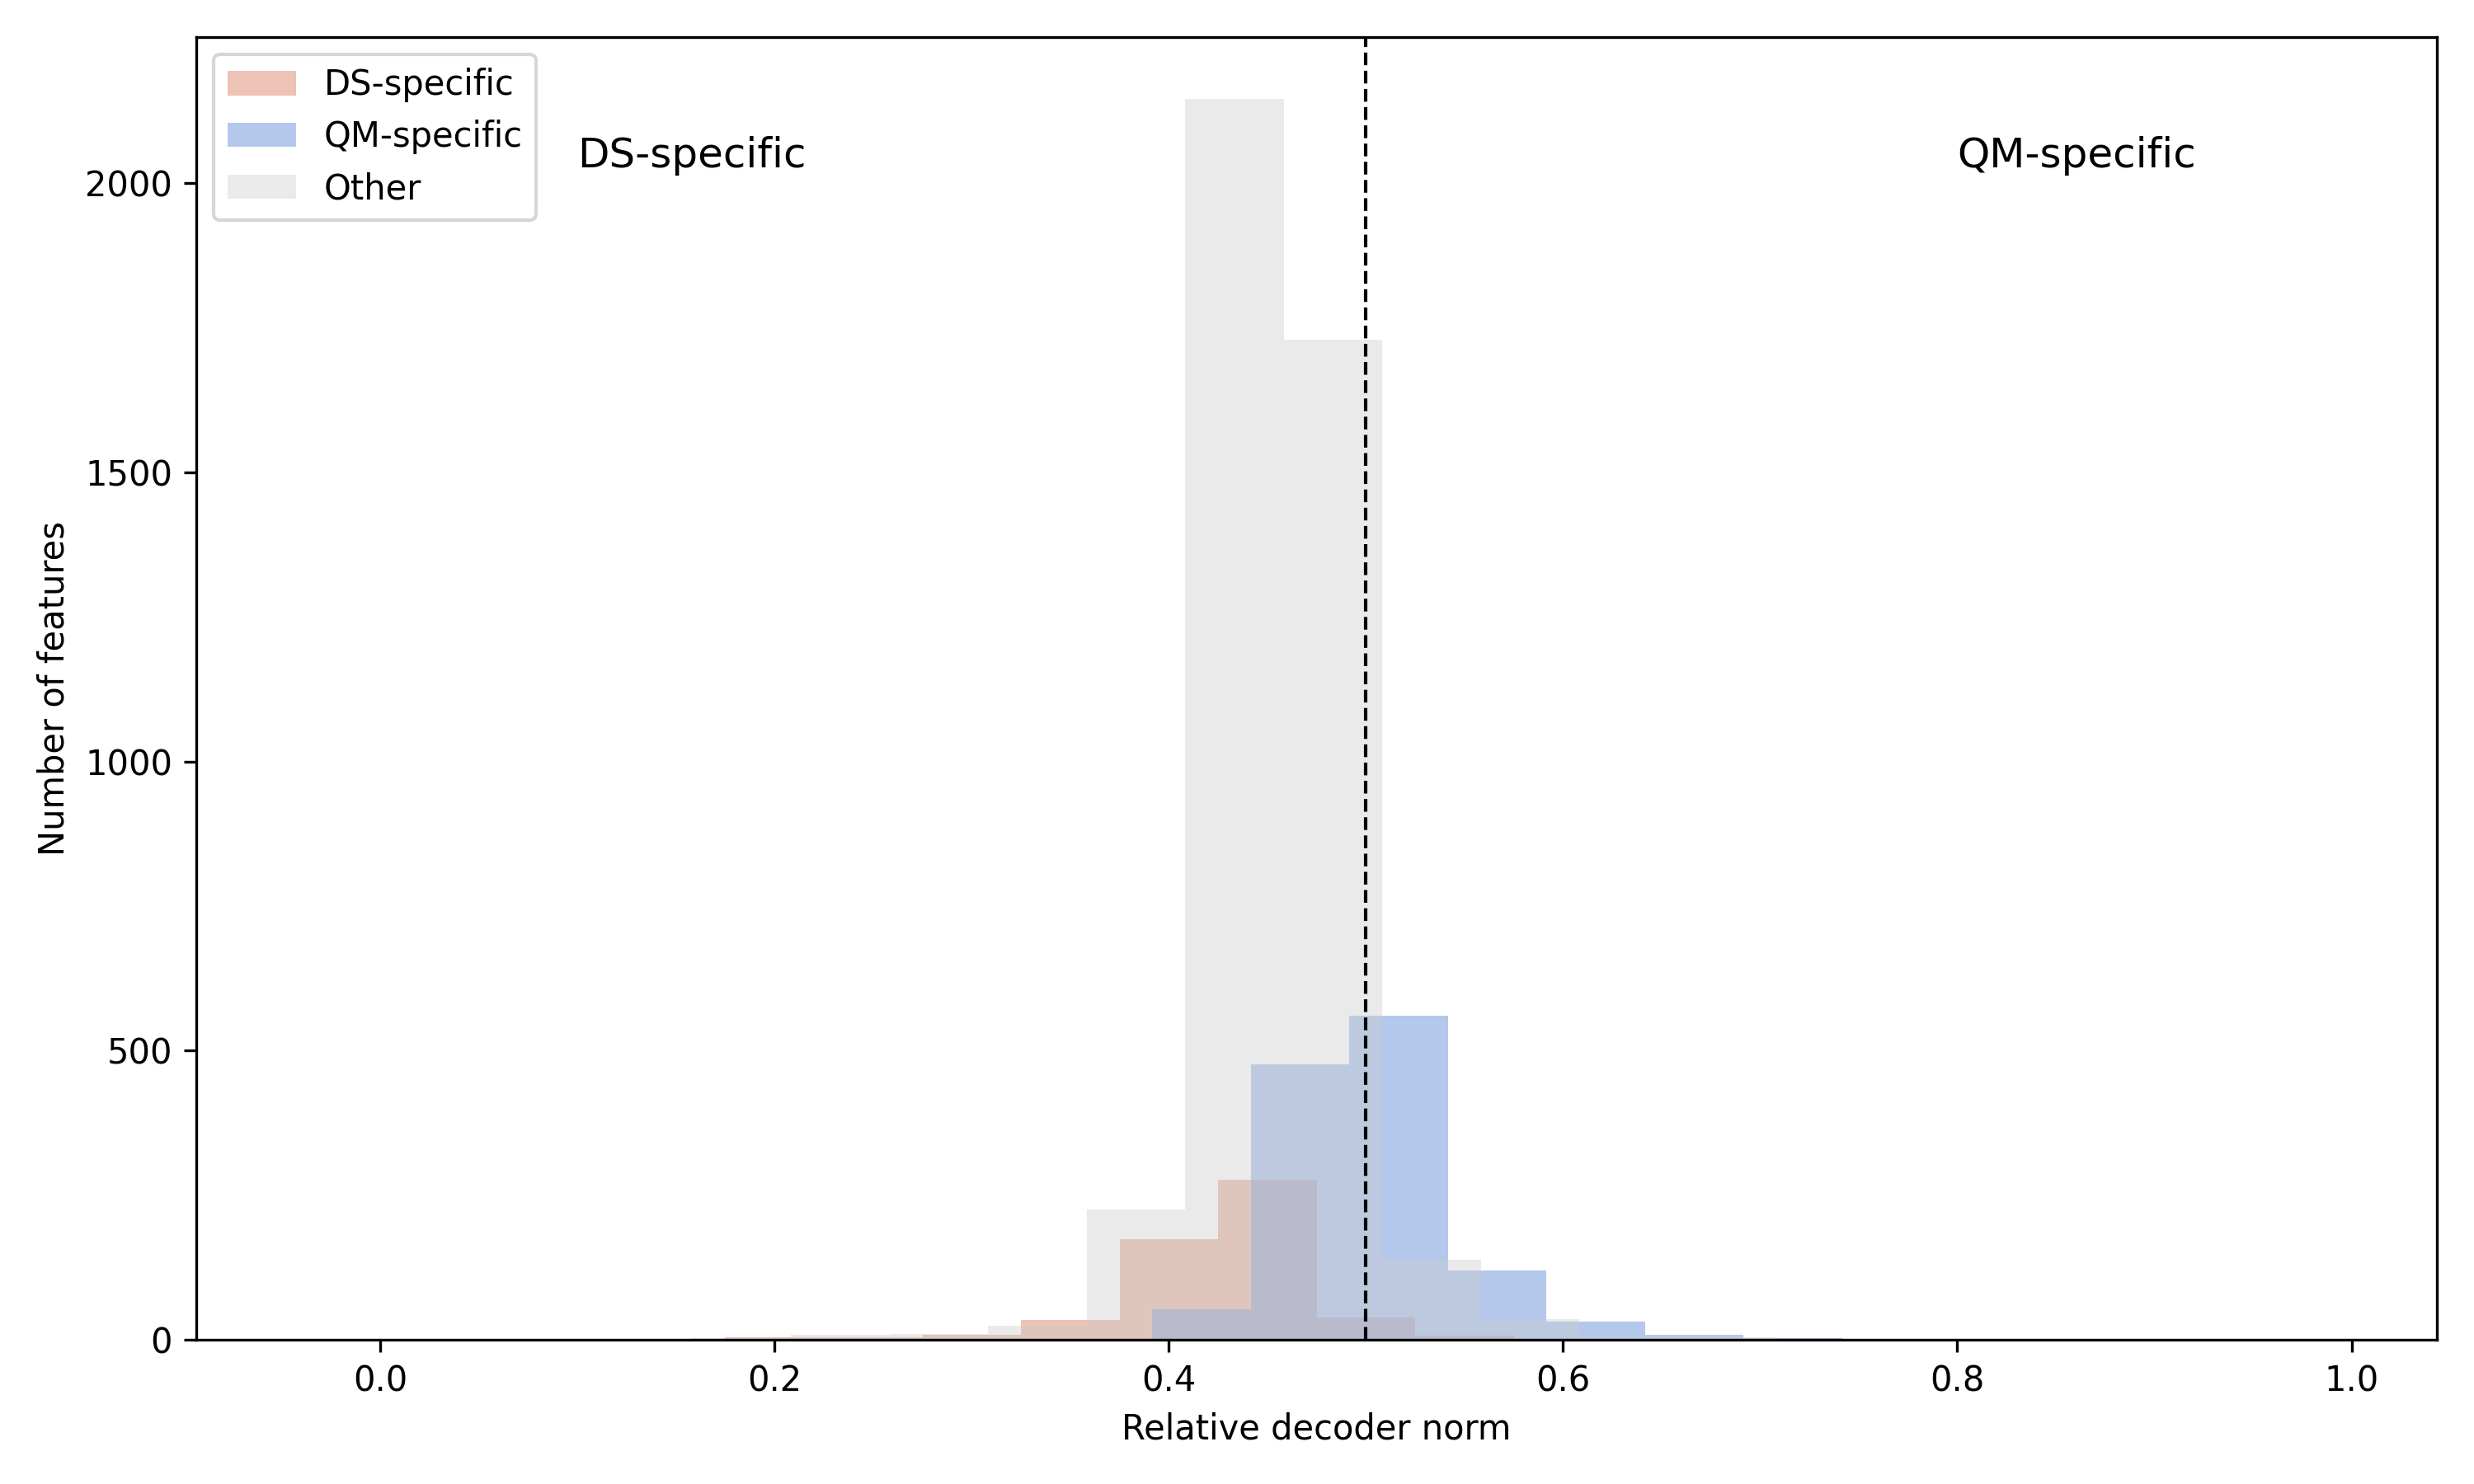 DS-specific
QM-specific
Other
DS-specific
QM-specific
2000
1500
1000
500
0
Number of features
0.0
0.2
0.4
0.6
0.8
1.0
Relative decoder norm